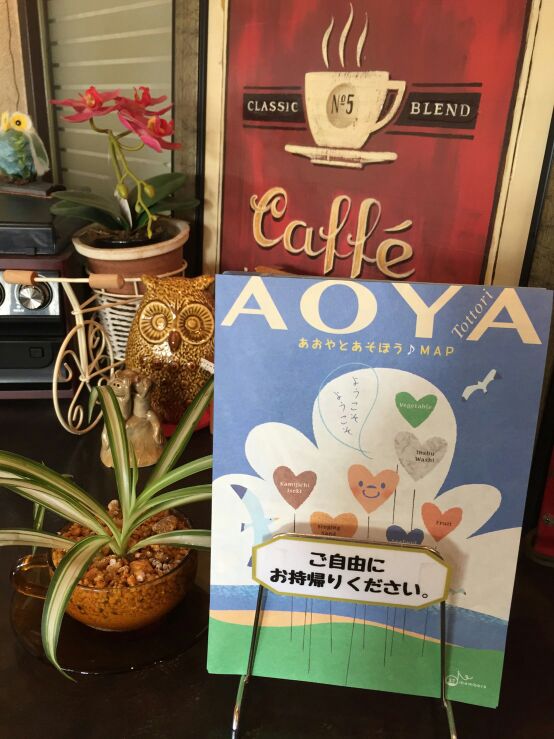 CLASSIC Nº5 BLEND
Caffé
AOYA
Tottori
あおやとあそぼう♪MAP
ようこそ
ようこそ
Vegetable
Inshu
Washi
Kamijichi
Iseki
Singing
Sand
Fruit
ご自由に
お持帰りください。